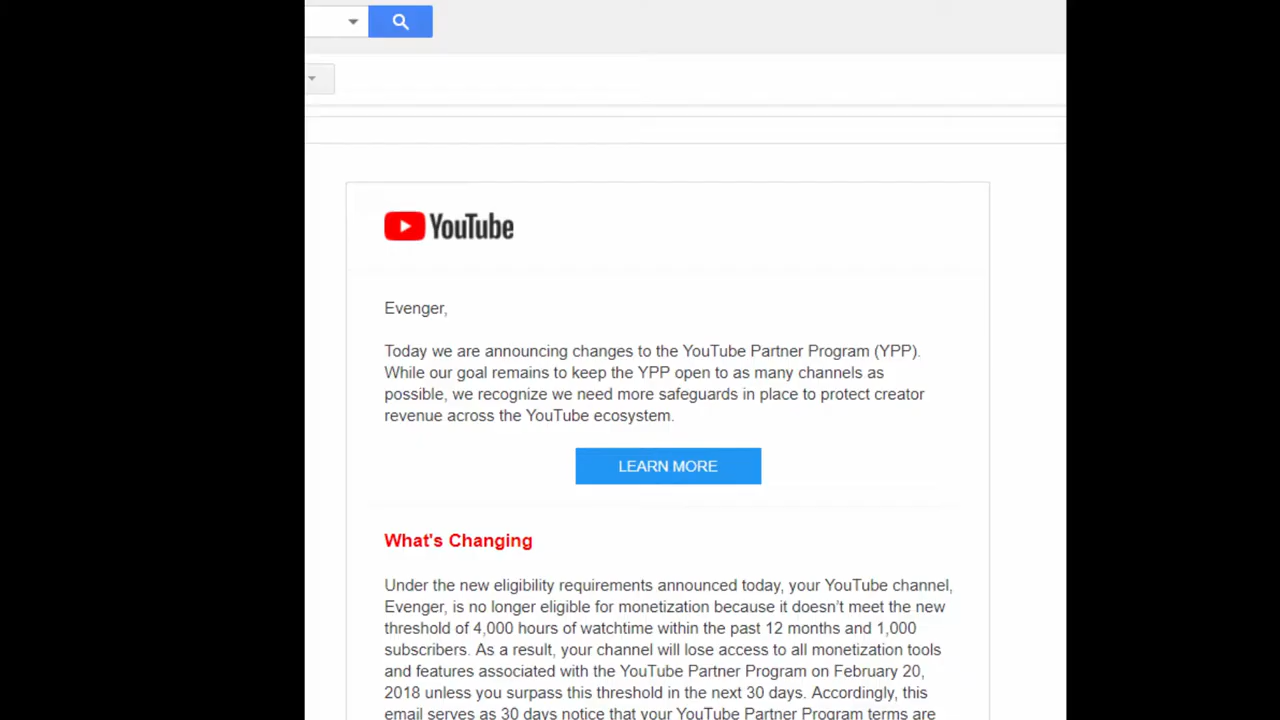 YouTube
Evenger,
Today we are announcing changes to the YouTube Partner Program (YPP).
While our goal remains to keep the YPP open to as many channels as
possible, we recognize we need more safeguards in place to protect creator
revenue across the YouTube ecosystem.
LEARN MORE
What's Changing
Under the new eligibility requirements announced today, your YouTube channel,
Evenger, is no longer eligible for monetization because it doesn’t meet the new
threshold of 4,000 hours of watchtime within the past 12 months and 1,000
subscribers. As a result, your channel will lose access to all monetization tools
and features associated with the YouTube Partner Program on February 20,
2018 unless you surpass this threshold in the next 30 days. Accordingly, this
email serves as 30 days notice that your YouTube Partner Program terms are